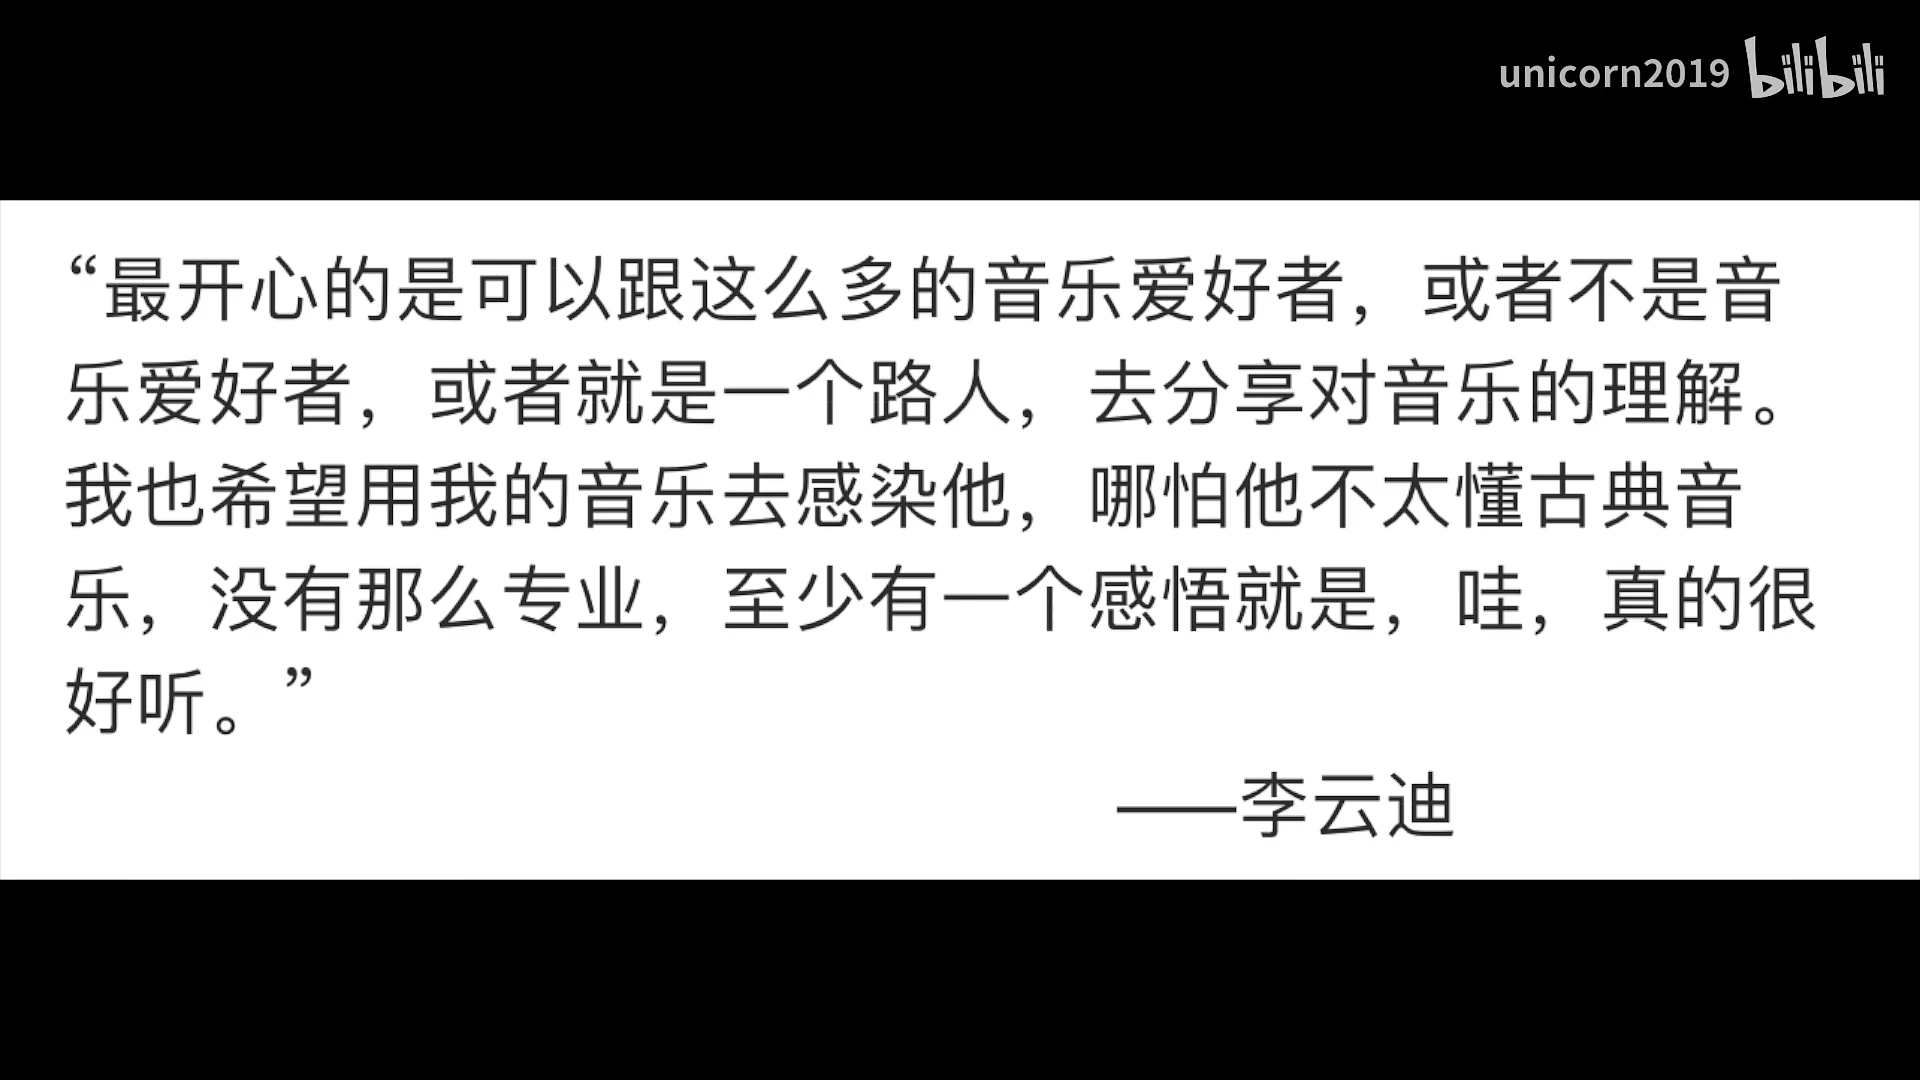 unicorn2019 bilibili
“最开心的是可以跟这么多的音乐爱好者，或者不是音
乐爱好者，或者就是一个路人，去分享对音乐的理解。
我也希望用我的音乐去感染他，哪怕他不太懂古典音
乐，没有那么专业，至少有一个感悟就是，哇，真的很
好听。”
——李云迪